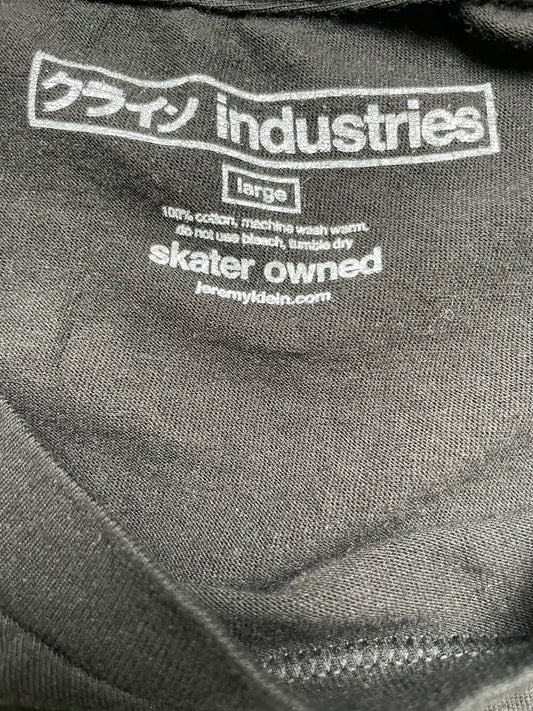 クライン industries
large
100% cotton, machine wash warm,
do not use bleach, tumble dry
skater owned
jeremyklein.com